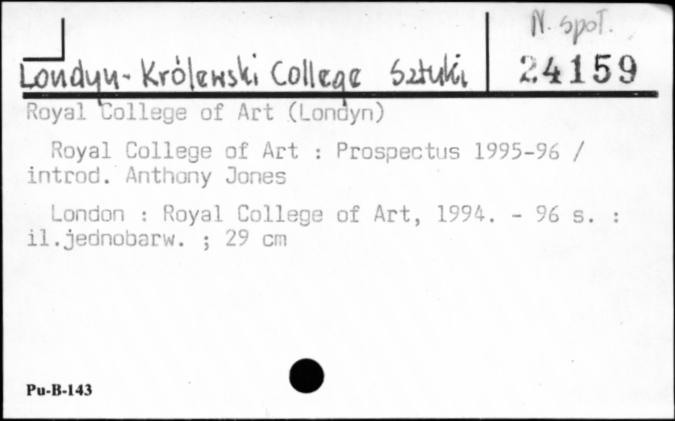 N. spoT.
Londyn - Królewski College Sztuki
24159
Royal College of Art (Londyn)
Royal College of Art : Prospectus 1995-96 /
introd. Anthony Jones
London : Royal College of Art, 1994. - 96 s. :
il.jednobarw. ; 29 cm
Pu-B-143